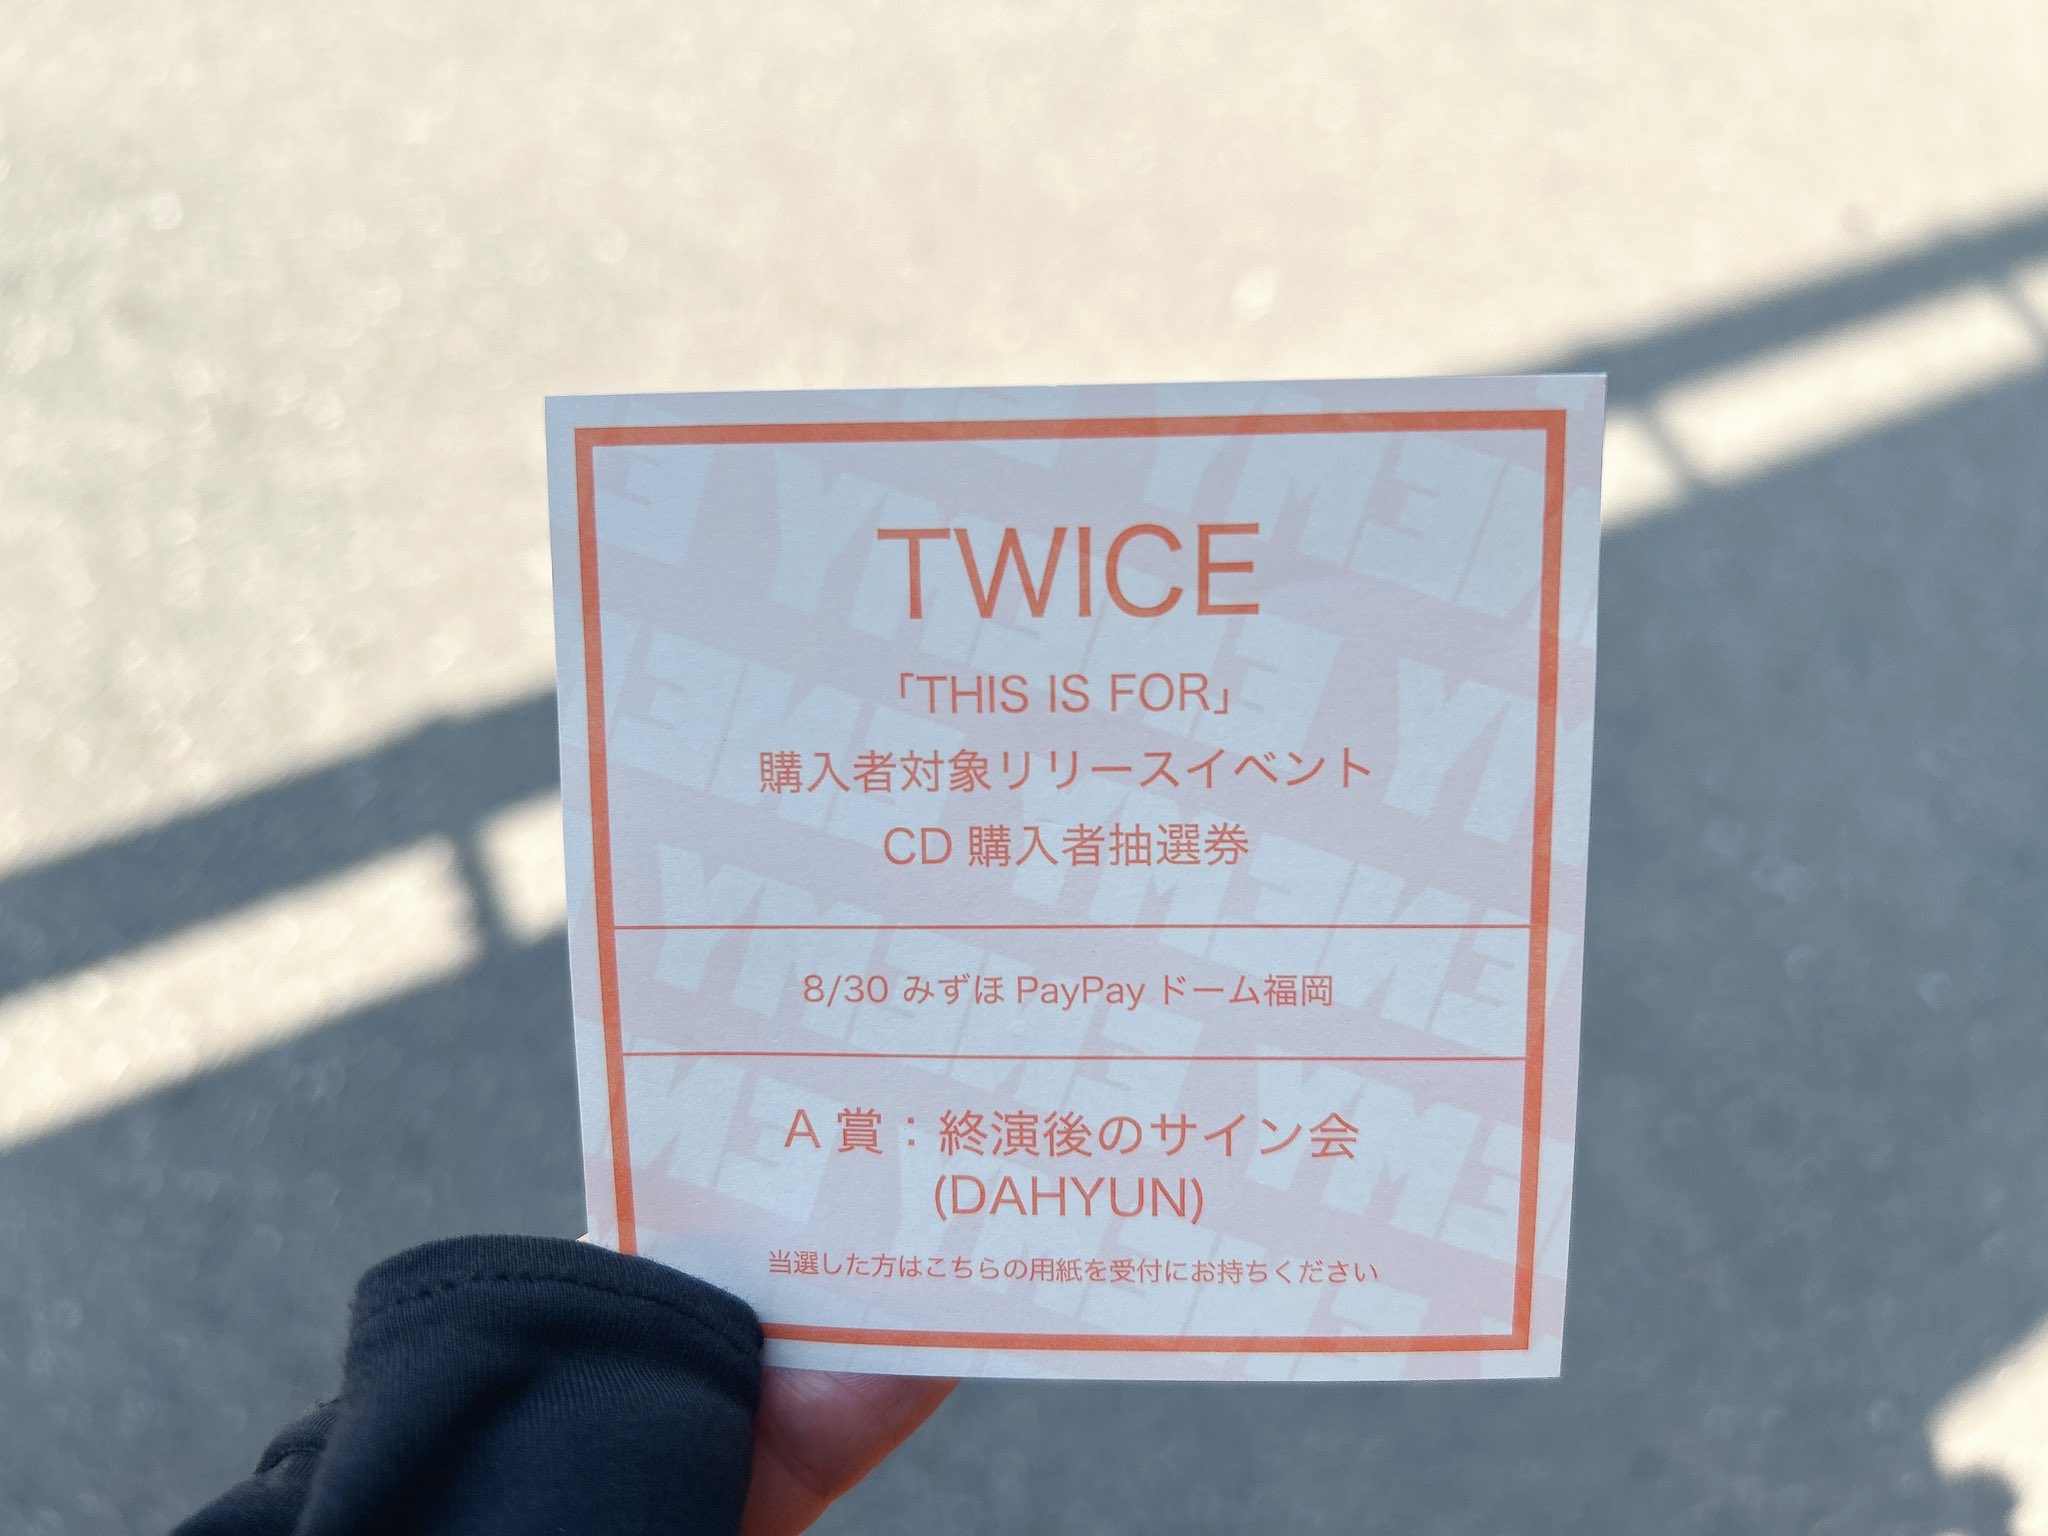 TWICE
「THIS IS FOR」
購入者対象リリースイベント
CD 購入者抽選券
8/30 みずほ PayPay ドーム福岡
A 賞：終演後のサイン会
(DAHYUN)
当選した方はこちらの用紙を受付にお持ちください